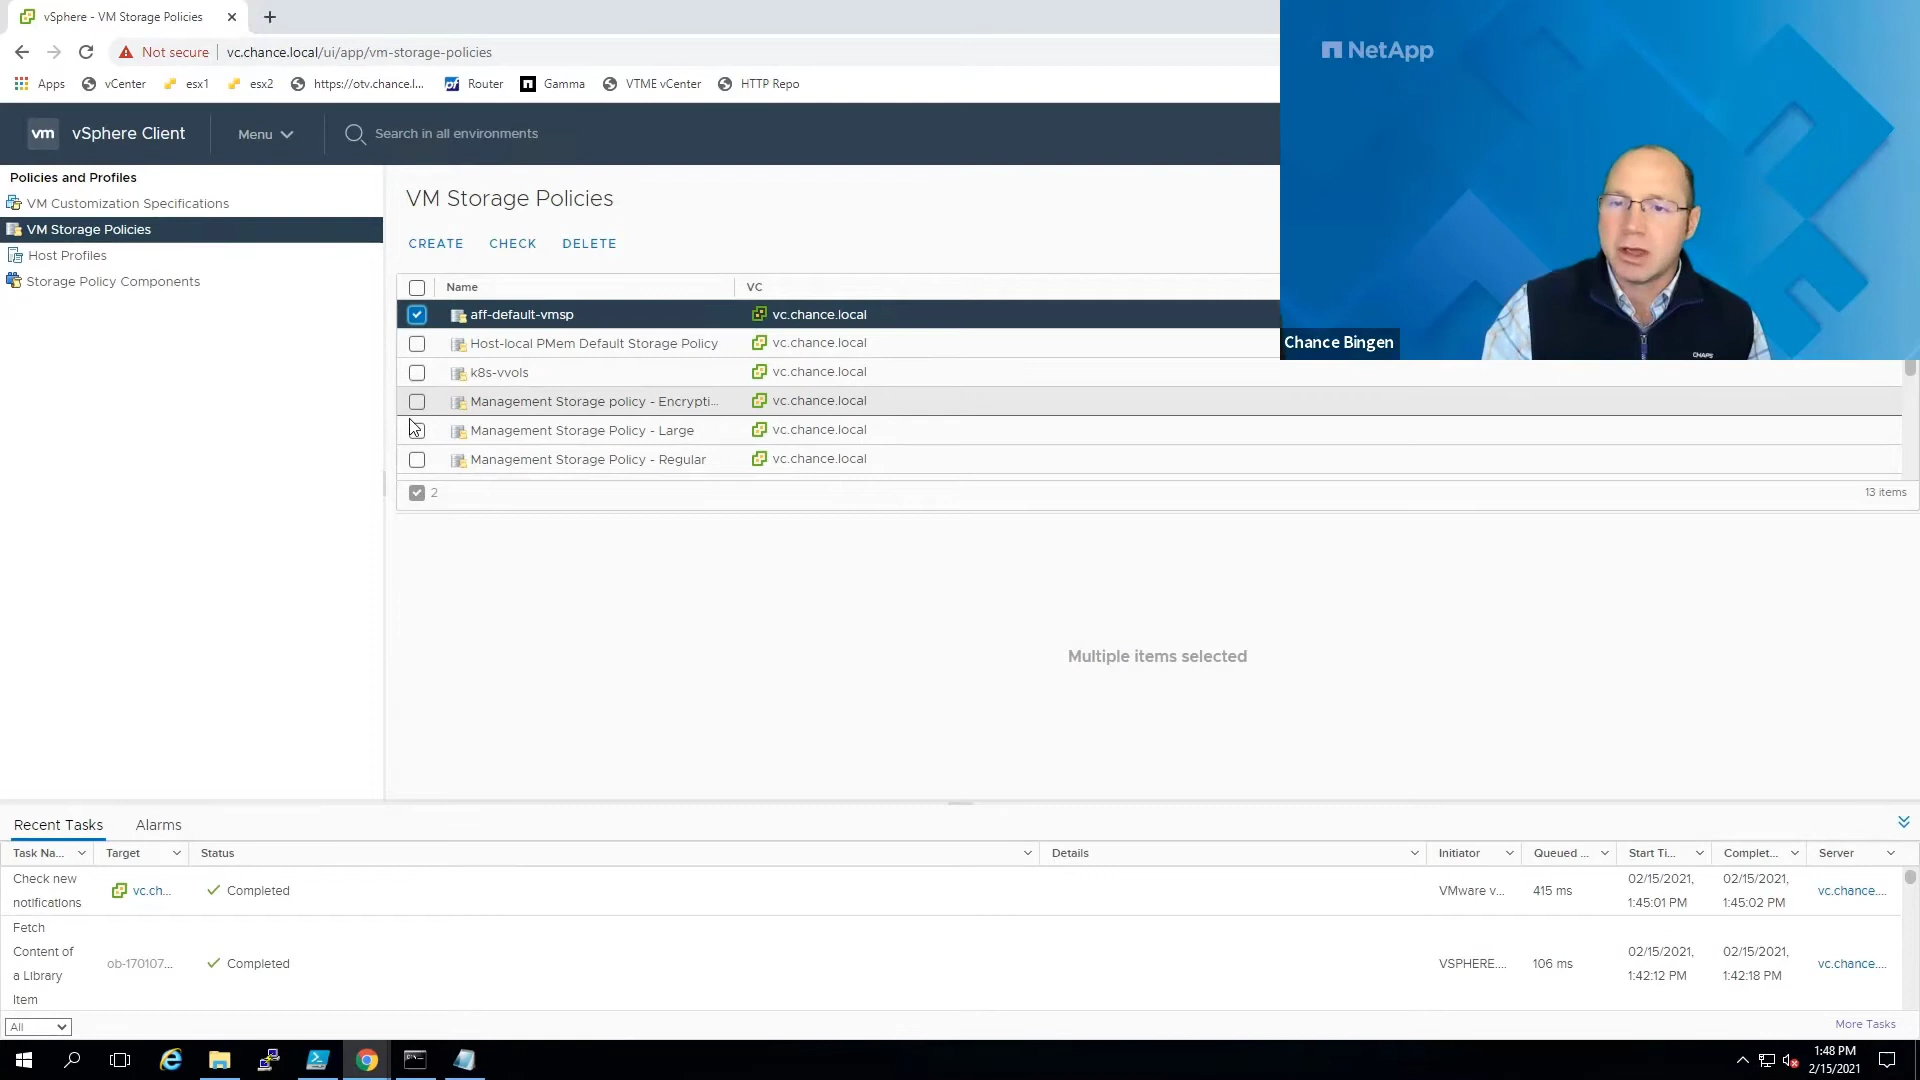 vSphere - VM Storage Policies
Not secure
vc.chance.local/ui/app/vm-storage-policies
Apps
vCenter
esx1
esx2
https://otv.chance.l...
Router
Gamma
VTME vCenter
HTTP Repo
NetApp
vm
vSphere Client
Menu
Search in all environments
Policies and Profiles
VM Customization Specifications
VM Storage Policies
Host Profiles
Storage Policy Components
VM Storage Policies
CREATE
CHECK
DELETE
Name
VC
aff-default-vmsp
vc.chance.local
Host-local PMem Default Storage Policy
vc.chance.local
k8s-vvols
vc.chance.local
Management Storage policy - Encrypti...
vc.chance.local
Management Storage Policy - Large
vc.chance.local
Management Storage Policy - Regular
vc.chance.local
2
13 items
Chance Bingen
CHAPS
Multiple items selected
Recent Tasks
Alarms
Task Na...
Target
Status
Details
Initiator
Queued ...
Start Ti...
Complet...
Server
Check new
notifications
vc.ch...
Completed
VMware v...
415 ms
02/15/2021,
1:45:01 PM
02/15/2021,
1:45:02 PM
vc.chance....
Fetch
Content of
a Library
Item
ob-170107...
Completed
VSPHERE....
106 ms
02/15/2021,
1:42:12 PM
02/15/2021,
1:42:18 PM
vc.chance....
All
More Tasks
1:48 PM
2/15/2021